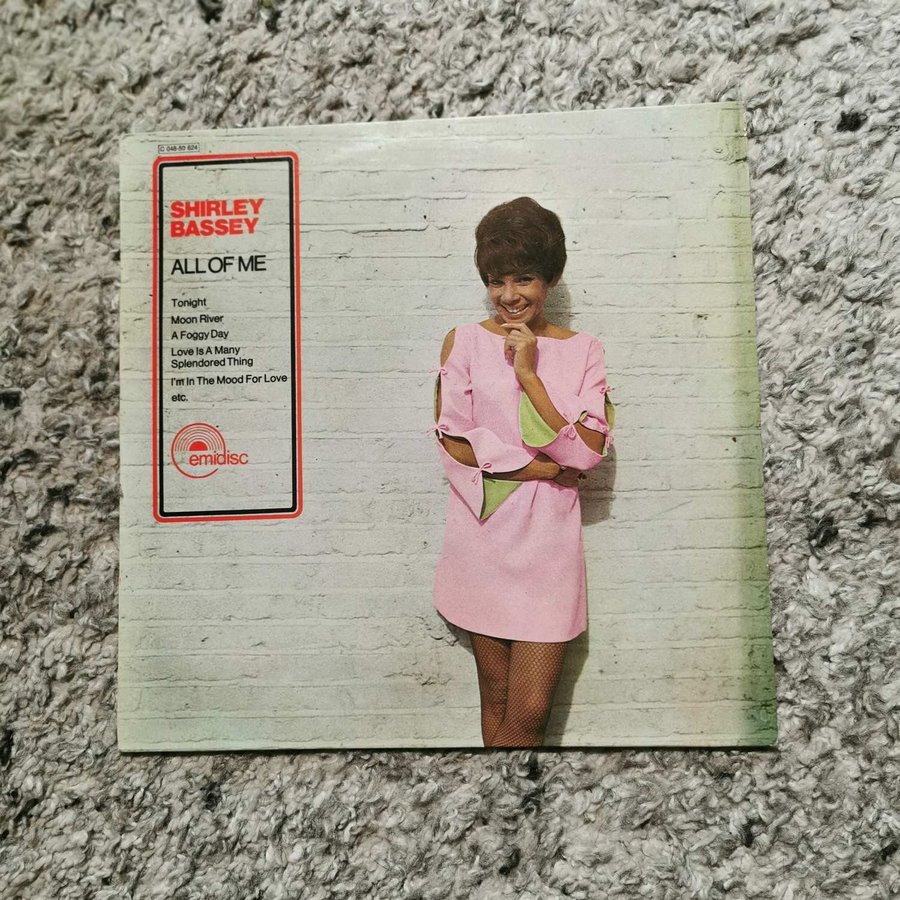 C 048-50 624
SHIRLEY
BASSEY
ALL OF ME
Tonight
Moon River
A Foggy Day
Love Is A Many
Splendored Thing
I'm In The Mood For Love
etc.
emidisc